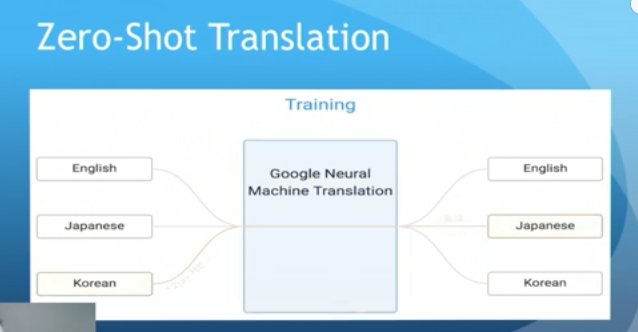 Zero-Shot Translation
Training
English
Google Neural
Machine Translation
English
Japanese
Japanese
Korean
Korean